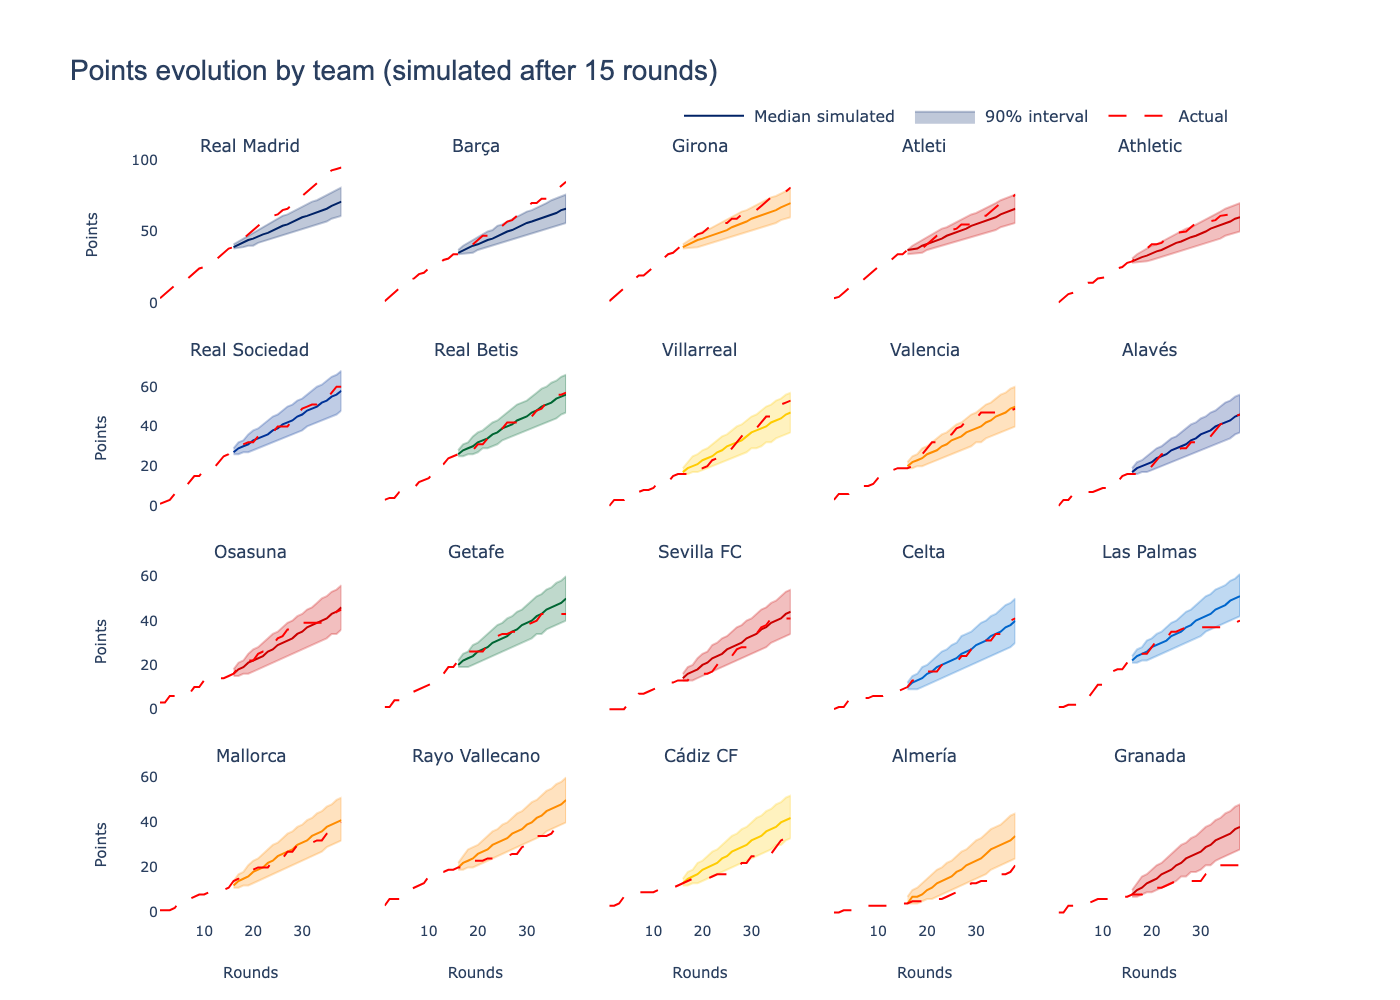 Points evolution by team (simulated after 15 rounds)
Median simulated 90% interval Actual
Real Madrid Barça Girona Atleti Athletic
100
50
0
Points
Real Sociedad Real Betis Villarreal Valencia Alavés
60
40
20
0
Points
Osasuna Getafe Sevilla FC Celta Las Palmas
60
40
20
0
Points
Mallorca Rayo Vallecano Cádiz CF Almería Granada
60
40
20
0
Points
10 20 30 10 20 30 10 20 30 10 20 30 10 20 30
Rounds Rounds Rounds Rounds Rounds